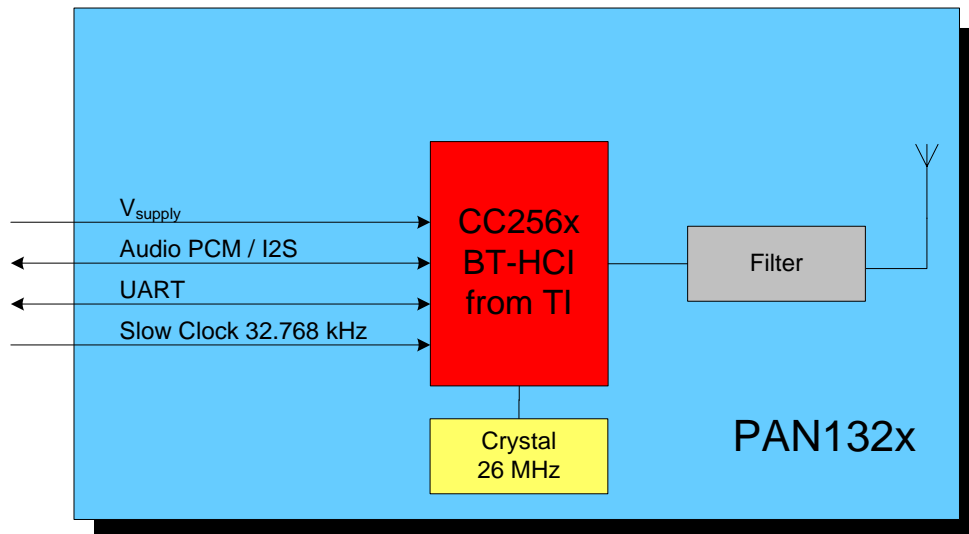 V supply
Audio PCM / I2S
UART
Slow Clock 32.768 kHz
CC256x
BT-HCI
from TI
Filter
Crystal
26 MHz
PAN132x